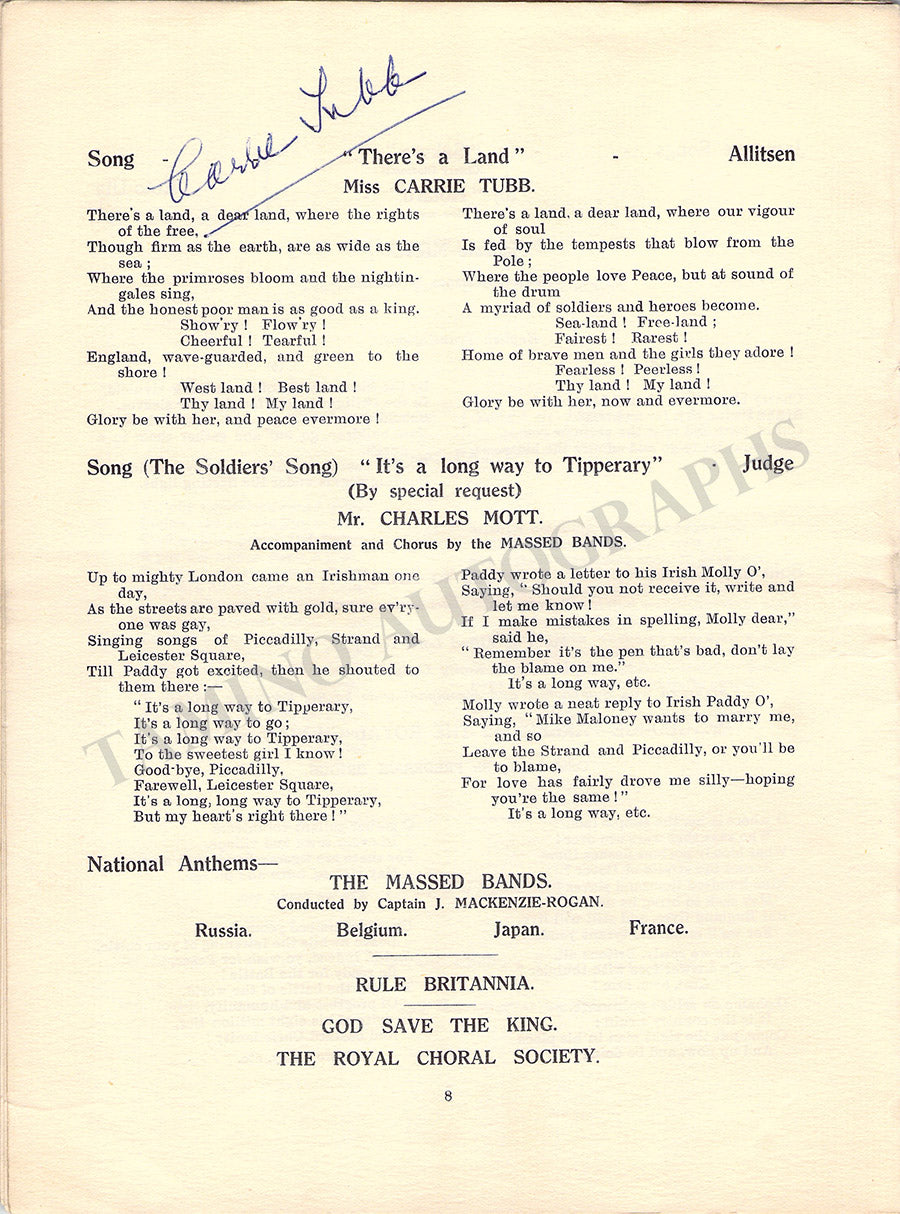 Carrie Tubb
Song - "There's a Land" - Allitsen
Miss CARRIE TUBB.
There's a land, a dear land, where the rights
of the free,
Though firm as the earth, are as wide as the
sea ;
Where the primroses bloom and the nightin-
gales sing,
And the honest poor man is as good as a king.
Show'ry ! Flow'ry !
Cheerful ! Tearful !
England, wave-guarded, and green to the
shore !
West land ! Best land !
Thy land ! My land !
Glory be with her, and peace evermore !
There's a land, a dear land, where our vigour
of soul
Is fed by the tempests that blow from the
Pole ;
Where the people love Peace, but at sound of
the drum
A myriad of soldiers and heroes become.
Sea-land ! Free-land ;
Fairest ! Rarest !
Home of brave men and the girls they adore !
Fearless ! Peerless !
Thy land ! My land !
Glory be with her, now and evermore.
Song (The Soldiers' Song) "It's a long way to Tipperary" - Judge
(By special request)
Mr. CHARLES MOTT.
Accompaniment and Chorus by the MASSED BANDS.
Up to mighty London came an Irishman one
day,
As the streets are paved with gold, sure ev'ry-
one was gay,
Singing songs of Piccadilly, Strand and
Leicester Square,
Till Paddy got excited, then he shouted to
them there :—
"It's a long way to Tipperary,
It's a long way to go ;
It's a long way to Tipperary,
To the sweetest girl I know !
Good-bye, Piccadilly,
Farewell, Leicester Square,
It's a long, long way to Tipperary,
But my heart's right there ! "
Paddy wrote a letter to his Irish Molly O',
Saying, " Should you not receive it, write and
let me know !
If I make mistakes in spelling, Molly dear,"
said he,
" Remember it's the pen that's bad, don't lay
the blame on me."
It's a long way, etc.
Molly wrote a neat reply to Irish Paddy O',
Saying, " Mike Maloney wants to marry me,
and so
Leave the Strand and Piccadilly, or you'll be
to blame,
For love has fairly drove me silly—hoping
you're the same ! "
It's a long way, etc.
TAMINO AUTOGRAPHS
National Anthems—
THE MASSED BANDS.
Conducted by Captain J. MACKENZIE-ROGAN.
Russia. Belgium. Japan. France.
RULE BRITANNIA.
GOD SAVE THE KING.
THE ROYAL CHORAL SOCIETY.
8